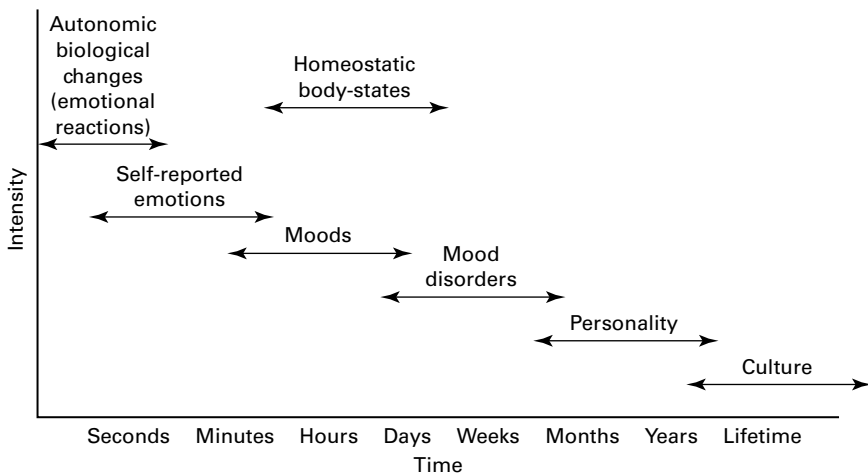 Autonomic
biological
changes
(emotional
reactions)
Homeostatic
body-states
Self-reported
emotions
Moods
Mood
disorders
Personality
Culture
Intensity
Seconds Minutes Hours Days Weeks Months Years Lifetime
Time